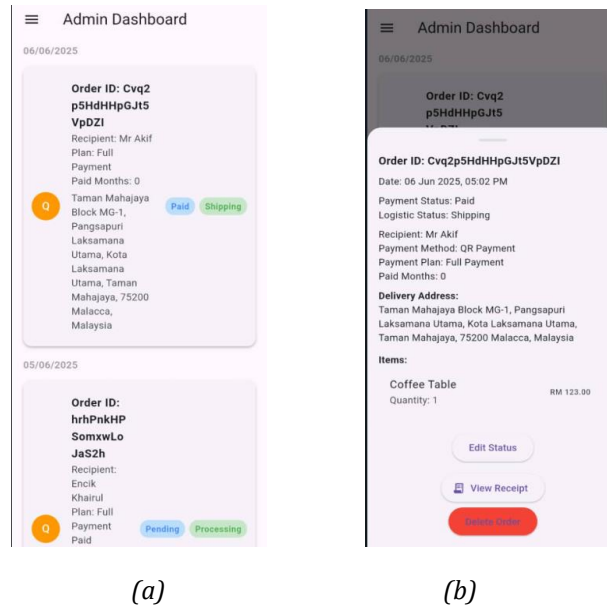 Admin Dashboard
06/06/2025
Order ID: Cvq2
p5HdHHpGJt5
VpDZI
Recipient: Mr Akif
Plan: Full
Payment
Paid Months: 0
Taman Mahajaya
Block MG-1,
Pangsapuri
Laksamana
Utama, Kota
Laksamana
Utama, Taman
Mahajaya, 75200
Malacca,
Malaysia
Q
Paid
Shipping
05/06/2025
Order ID:
hrhPnkHP
SomxwLo
JaS2h
Recipient:
Encik
Khairul
Plan: Full
Payment
Paid
Q
Pending
Processing
(a)
Admin Dashboard
06/06/2025
Order ID: Cvq2
p5HdHHpGJt5
Order ID: Cvq2p5HdHHpGJt5VpDZI
Date: 06 Jun 2025, 05:02 PM
Payment Status: Paid
Logistic Status: Shipping
Recipient: Mr Akif
Payment Method: QR Payment
Payment Plan: Full Payment
Paid Months: 0
Delivery Address:
Taman Mahajaya Block MG-1, Pangsapuri
Laksamana Utama, Kota Laksamana Utama,
Taman Mahajaya, 75200 Malacca, Malaysia
Items:
Coffee Table
Quantity: 1
RM 123.00
Edit Status
View Receipt
Delete Order
(b)